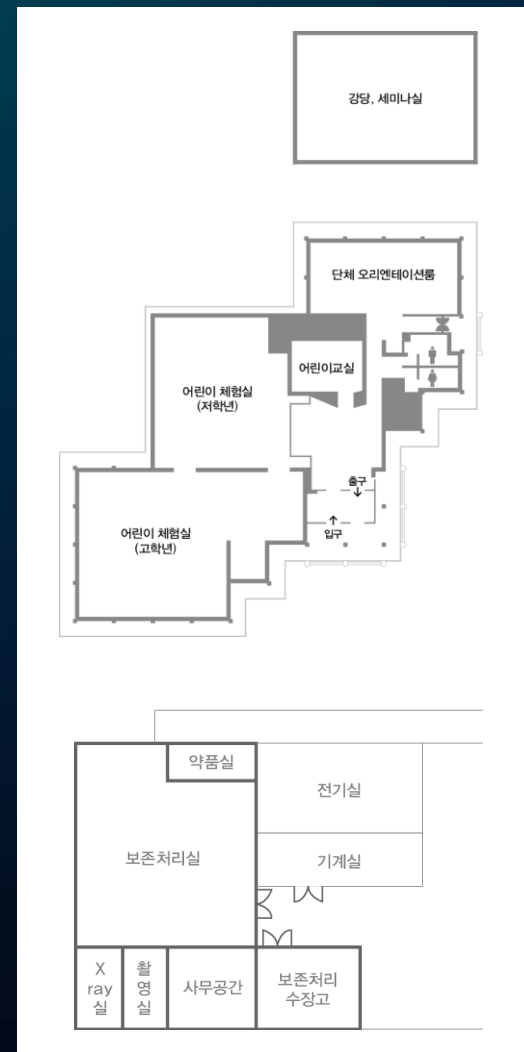 강당, 세미나실
단체 오리엔테이션룸
어린이교실
어린이 체험실
(저학년)
출구
입구
어린이 체험실
(고학년)
약품실
전기실
보존처리실
기계실
X
ray
실
촬
영
실
사무공간
보존처리
수장고